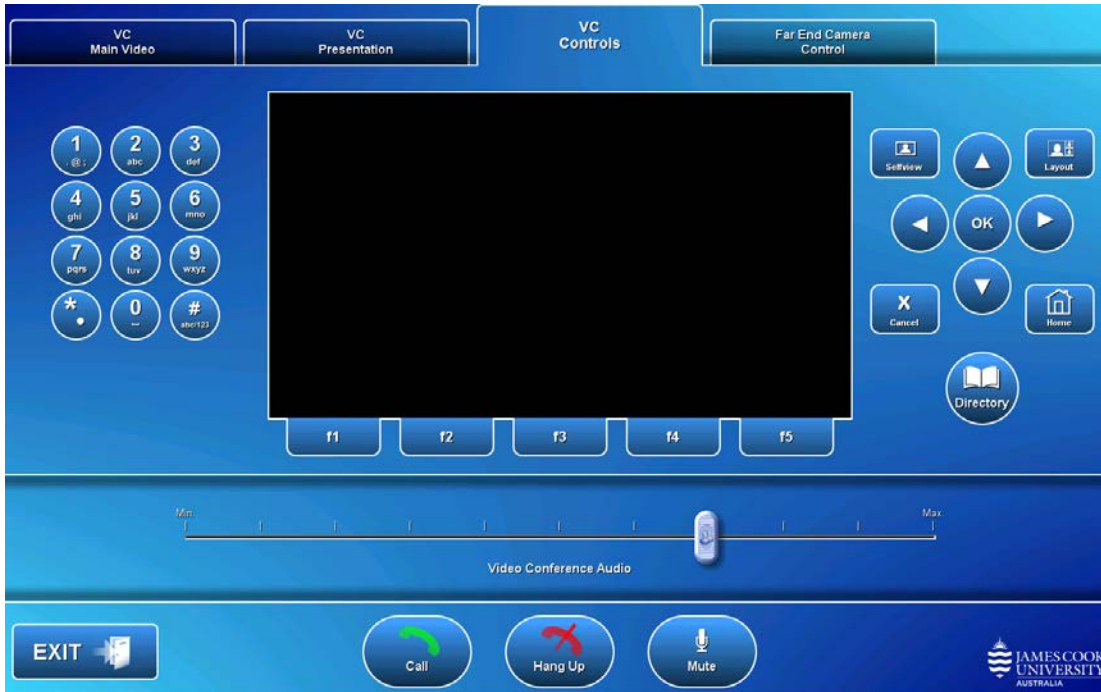 VC
Main Video
VC
Presentation
VC
Controls
Far End Camera
Control
1
. @ ;
2
abc
3
def
4
ghi
5
jkl
6
mno
7
pqrs
8
tuv
9
wxyz
*
.
0
#
abc/123
Selfview
Layout
OK
X
Cancel
Home
Directory
f1
f2
f3
f4
f5
Min.
Max.
Video Conference Audio
EXIT
Call
Hang Up
Mute
JAMES COOK
UNIVERSITY
AUSTRALIA